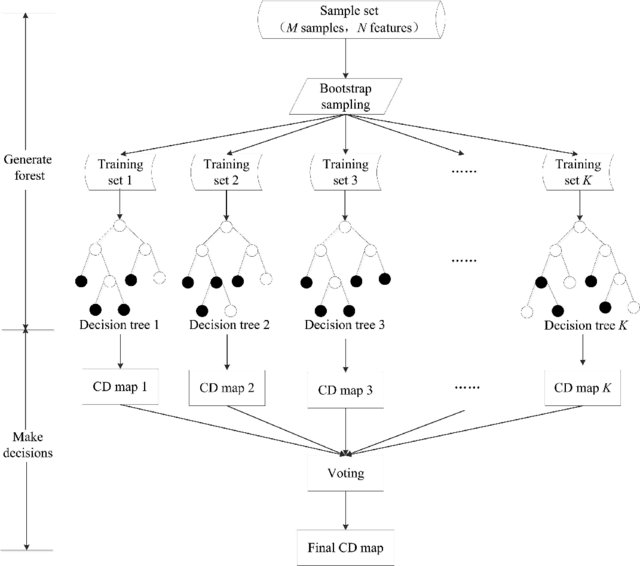 Sample set
（M samples，N features）
Bootstrap
sampling
Generate
forest
Training
set 1
Training
set 2
Training
set 3
......
Training
set K
......
Decision tree 1
Decision tree 2
Decision tree 3
Decision tree K
CD map 1
CD map 2
CD map 3
......
CD map K
Make
decisions
Voting
Final CD map